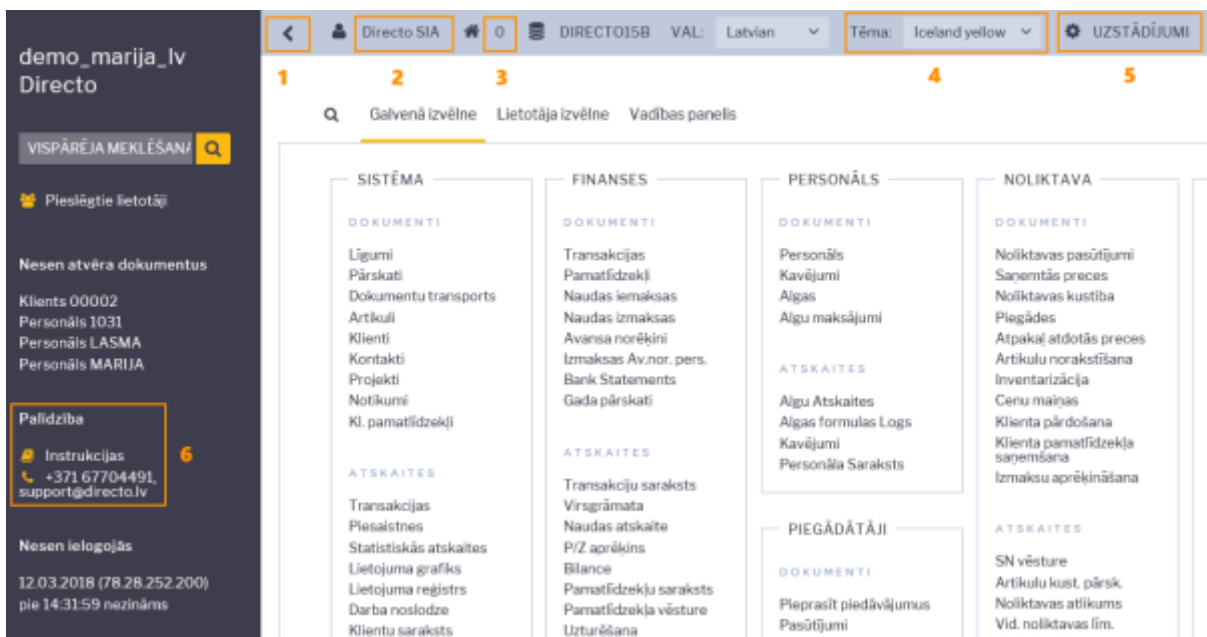 demo_marija_lv
Directo
VISPĀRĒJA MEKLĒŠANA
Pieslēgtie lietotāji
Nesen atvēra dokumentus
Klients 00002
Personāls 1031
Personāls LASMA
Personāls MARIJA
Palīdzība
Instrukcijas
+371 67704491,
support@directo.lv
6
Nesen ielogojās
12.03.2018 (78.28.252.200)
pie 14:31:59 nezināms
Directo SIA 0 DIRECTO15B VAL: Latvian Tēma: Iceland yellow UZSTĀDĪJUMI
1 2 3 4 5
Galvenā izvēlne Lietotāja izvēlne Vadības panelis
SISTĒMA
DOKUMENTI
Līgumi
Pārskati
Dokumentu transports
Artikuli
Klienti
Kontakti
Projekti
Notikumi
Kl. pamatlīdzekļi
ATSKAITES
Transakcijas
Piesaistnes
Statistiskās atskaites
Lietojuma grafiks
Lietojuma reģistrs
Darba noslodze
Klientu saraksts
FINANSES
DOKUMENTI
Transakcijas
Pamatlīdzekļi
Naudas iemaksas
Naudas izmaksas
Avansa norēķini
Izmaksas Av.nor. pers.
Bank Statements
Gada pārskati
ATSKAITES
Transakciju saraksts
Virsgrāmata
Naudas atskaite
P/Z aprēķins
Bilance
Pamatlīdzekļu saraksts
Pamatlīdzekļa vēsture
Uzturēšana
PERSONĀLS
DOKUMENTI
Personāls
Kavējumi
Algas
Algu maksājumi
ATSKAITES
Algu Atskaites
Algas formulas Logs
Kavējumi
Personāla Saraksts
PIEGĀDĀTĀJI
DOKUMENTI
Pieprasīt piedāvājumus
Pasūtījumi
NOLIKTAVA
DOKUMENTI
Noliktavas pasūtījumi
Saņemtās preces
Noliktavas kustība
Piegādes
Atpakaļ atdotās preces
Artikulu norakstīšana
Inventarizācija
Cenu maiņas
Klienta pārdošana
Klienta pamatlīdzekļa
saņemšana
Izmaksu aprēķināšana
ATSKAITES
SN vēsture
Artikulu kust. pārsk.
Noliktavas atlikums
Vid. noliktavas līm.